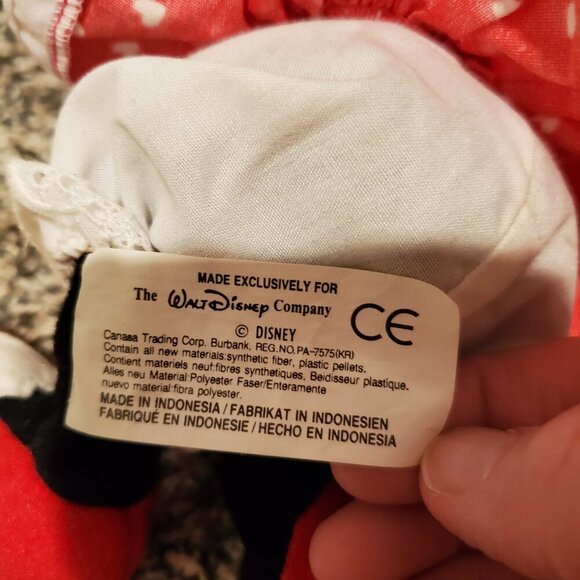 MADE EXCLUSIVELY FOR
The WALT DISNEY Company
© DISNEY
CE
Canasa Trading Corp. Burbank, REG.NO.PA-7575(KR)
Contain all new materials:synthetic fiber, plastic pellets.
Contient materiels neuf:fibres synthetiques, Beidisseur plastique.
Alles neu Material:Polyester Faser/Enteramente
nuevo material:fibra polyester.
MADE IN INDONESIA / FABRIKAT IN INDONESIEN
FABRIQUÉ EN INDONESIE / HECHO EN INDONESIA